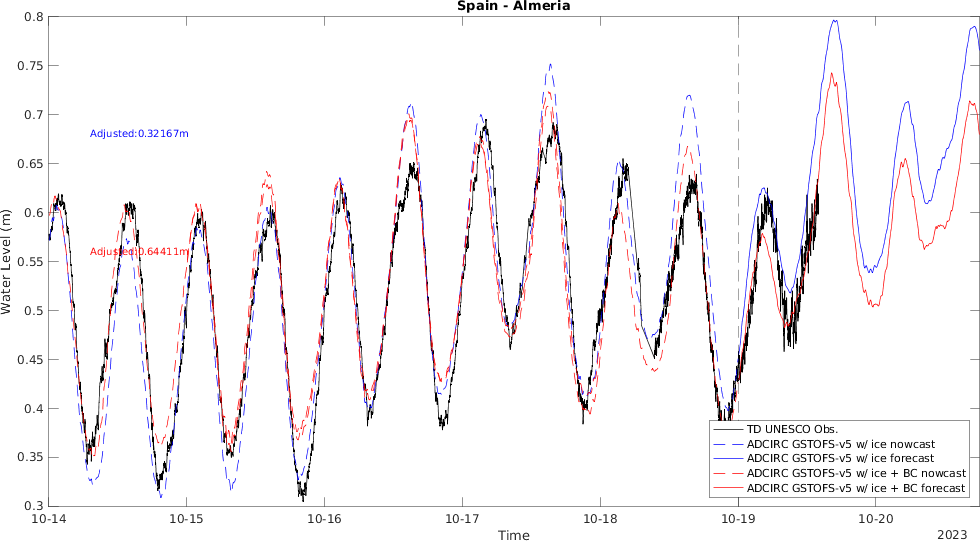 Spain - Almeria
0.8
0.75
0.7
0.65
0.6
0.55
0.5
0.45
0.4
0.35
0.3
Water Level (m)
Adjusted:0.32167m
Adjusted:0.64411m
TD UNESCO Obs.
ADCIRC GSTOFS-v5 w/ ice nowcast
ADCIRC GSTOFS-v5 w/ ice forecast
ADCIRC GSTOFS-v5 w/ ice + BC nowcast
ADCIRC GSTOFS-v5 w/ ice + BC forecast
10-14 10-15 10-16 10-17 10-18 10-19 10-20
Time
2023